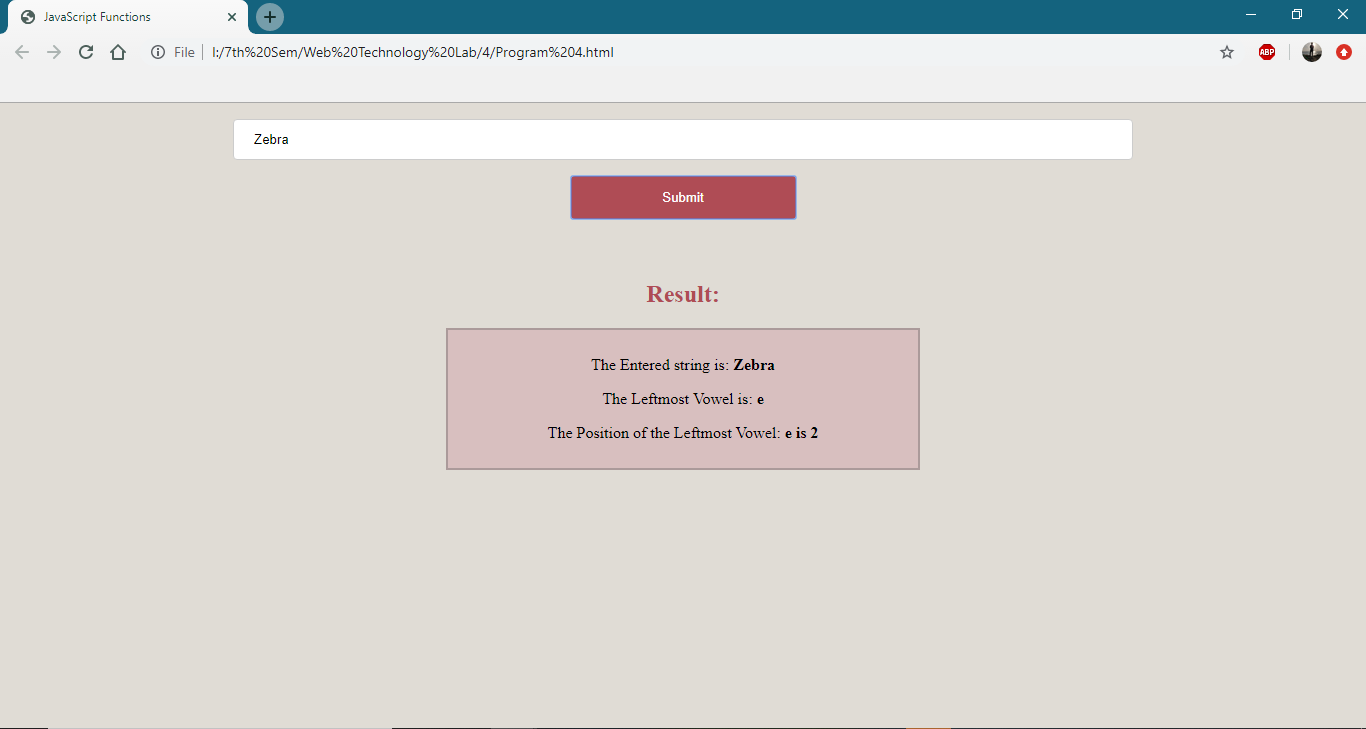 JavaScript Functions
File
I:/7th%20Sem/Web%20Technology%20Lab/4/Program%204.html
ABP
Zebra
Submit
Result:
The Entered string is: Zebra
The Leftmost Vowel is: e
The Position of the Leftmost Vowel: e is 2